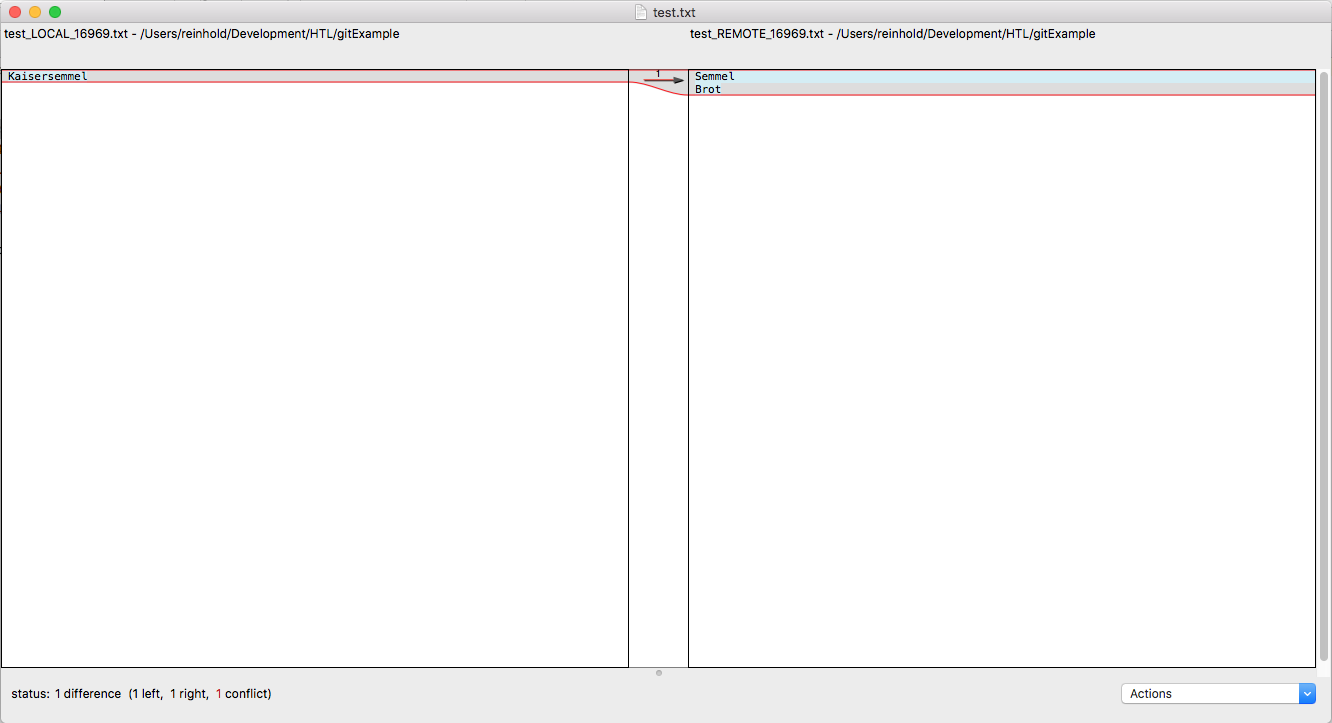 test.txt
test_LOCAL_16969.txt - /Users/reinhold/Development/HTL/gitExample
test_REMOTE_16969.txt - /Users/reinhold/Development/HTL/gitExample
Kaisersemmel
1
Semmel
Brot
status: 1 difference (1 left, 1 right, 1 conflict)
Actions